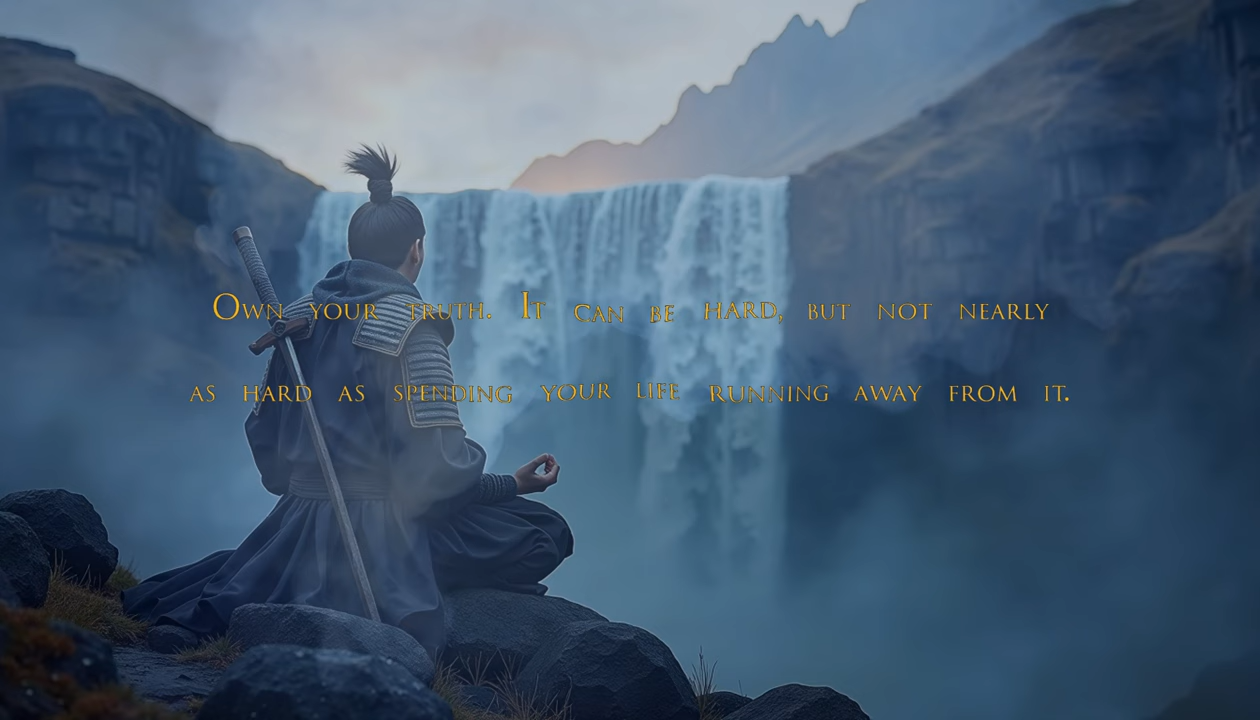 Own your truth. It can be hard, but not nearly
as hard as spending your life running away from it.